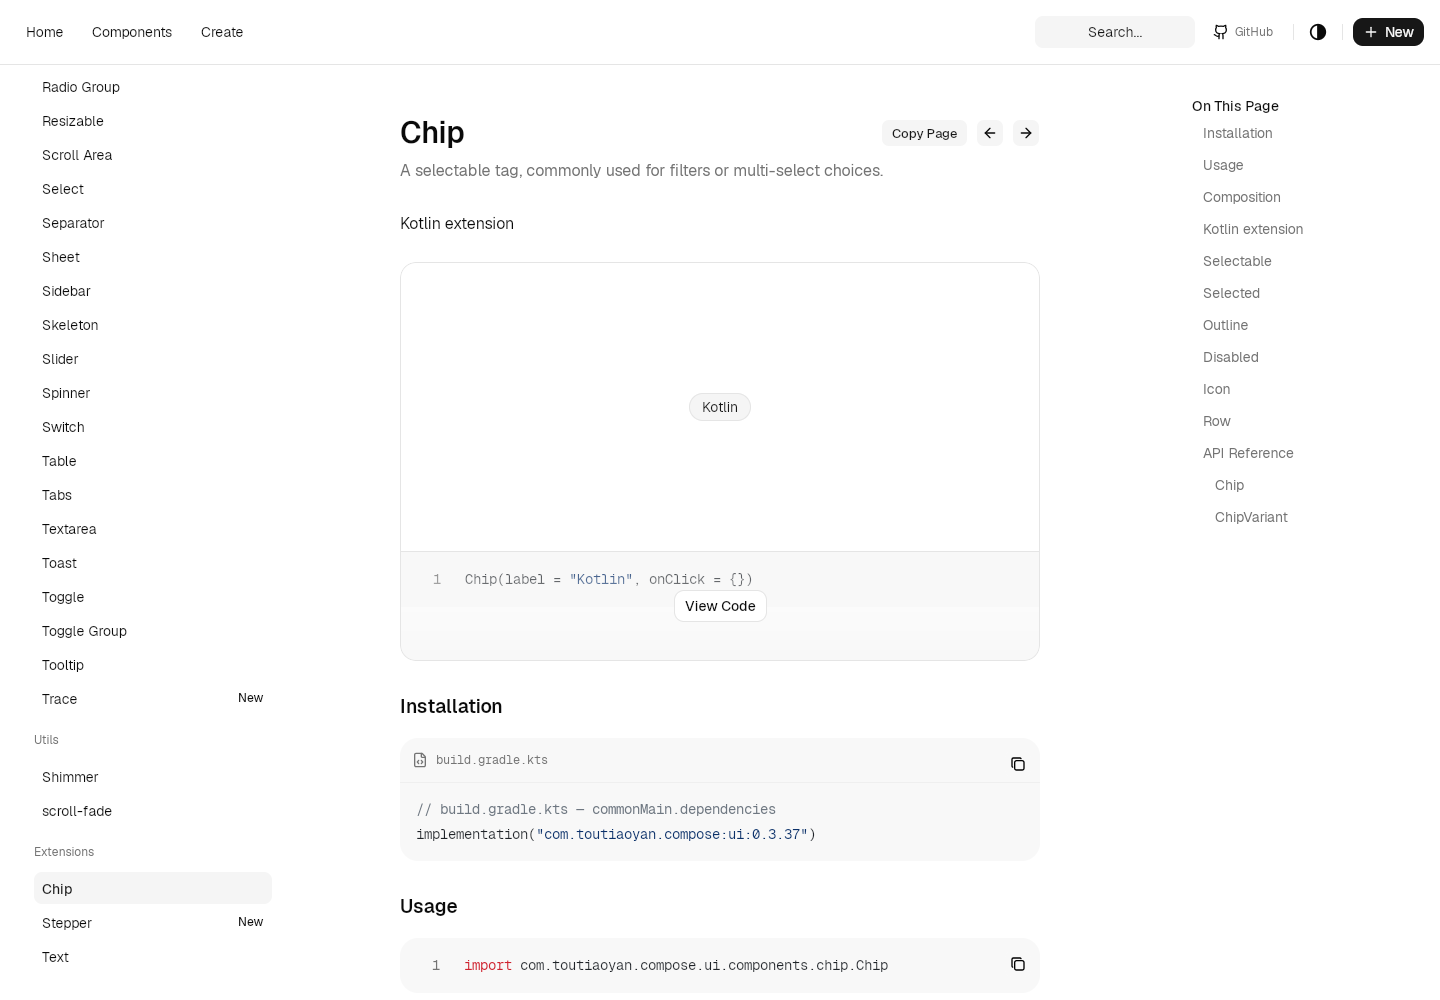 Home
Components
Create
Search...
GitHub
New
Radio Group
Resizable
Scroll Area
Select
Separator
Sheet
Sidebar
Skeleton
Slider
Spinner
Switch
Table
Tabs
Textarea
Toast
Toggle
Toggle Group
Tooltip
Trace New
Utils
Shimmer
scroll-fade
Extensions
Chip
Stepper New
Text
Chip
Copy Page
A selectable tag, commonly used for filters or multi-select choices.
Kotlin extension
Kotlin
1 Chip(label = "Kotlin", onClick = {})
View Code
Installation
build.gradle.kts
// build.gradle.kts — commonMain.dependencies
implementation("com.toutiaoyan.compose:ui:0.3.37")
Usage
1 import com.toutiaoyan.compose.ui.components.chip.Chip
On This Page
Installation
Usage
Composition
Kotlin extension
Selectable
Selected
Outline
Disabled
Icon
Row
API Reference
Chip
ChipVariant